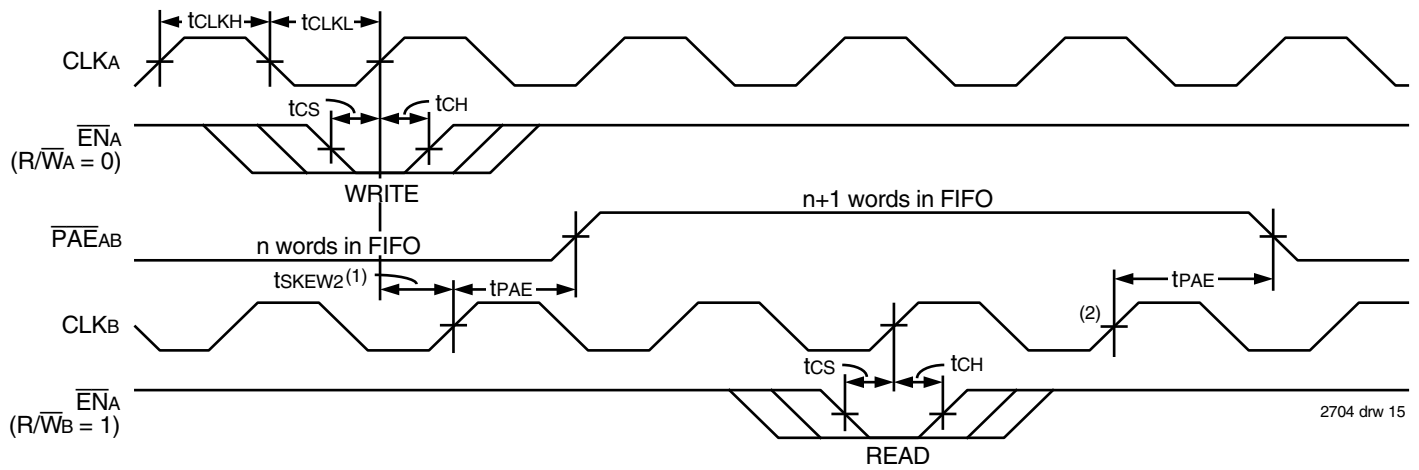 tCLKH tCLKL
CLKA
tCS tCH
ENA
(R/WA = 0)
WRITE
n+1 words in FIFO
PAEAB
n words in FIFO
tSKEW2(1) tPAE tPAE
CLKB (2)
tCS tCH
ENA
(R/WB = 1)
2704 drw 15
READ